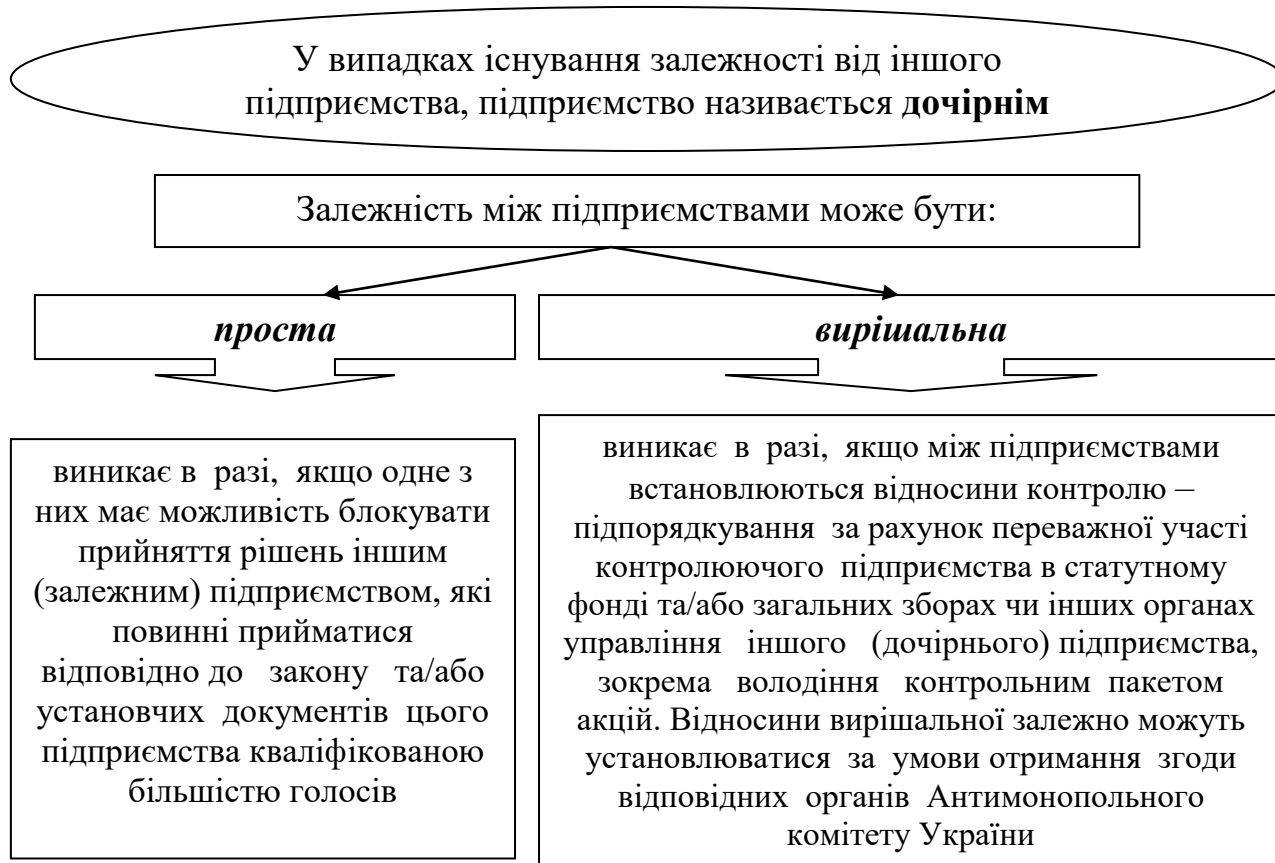 У випадках існування залежності від іншого
підприємства, підприємство називається дочірнім
Залежність між підприємствами може бути:
проста
виникає в разі, якщо одне з
них має можливість блокувати
прийняття рішень іншим
(залежним) підприємством, які
повинні прийматися
відповідно до закону та/або
установчих документів цього
підприємства кваліфікованою
більшістю голосів
вирішальна
виникає в разі, якщо між підприємствами
встановлюються відносини контролю –
підпорядкування за рахунок переважної участі
контролюючого підприємства в статутному
фонді та/або загальних зборах чи інших органах
управління іншого (дочірнього) підприємства,
зокрема володіння контрольним пакетом
акцій. Відносини вирішальної залежно можуть
установлюватися за умови отримання згоди
відповідних органів Антимонопольного
комітету України